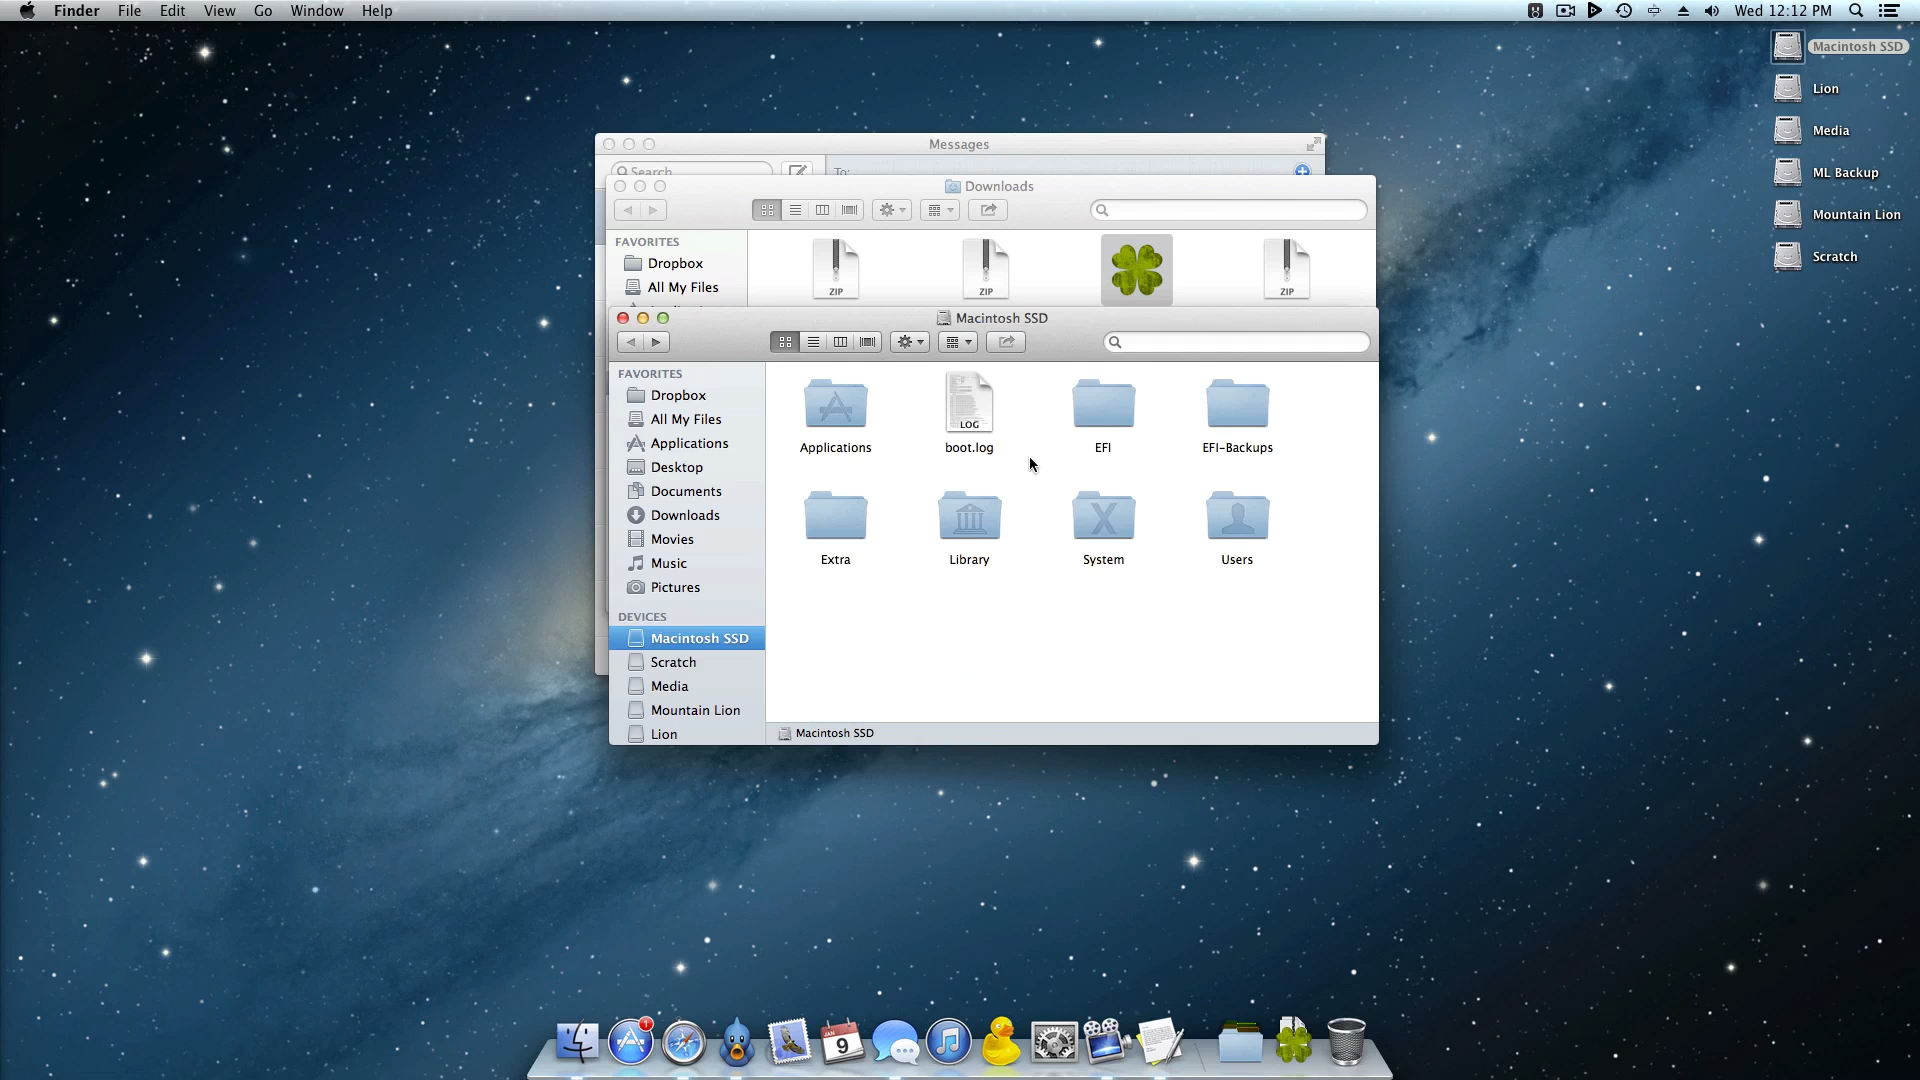 Finder File Edit View Go Window Help Wed 12:12 PM
Macintosh SSD
Lion
Media
ML Backup
Mountain Lion
Scratch
Messages
Search To:
Downloads
FAVORITES
Dropbox
All My Files
ZIP ZIP ZIP
Macintosh SSD
FAVORITES
Dropbox
All My Files
Applications
Desktop
Documents
Downloads
Movies
Music
Pictures
DEVICES
Macintosh SSD
Scratch
Media
Mountain Lion
Lion
LOG
Applications boot.log EFI EFI-Backups
Extra Library System Users
Macintosh SSD
1
JAN
9